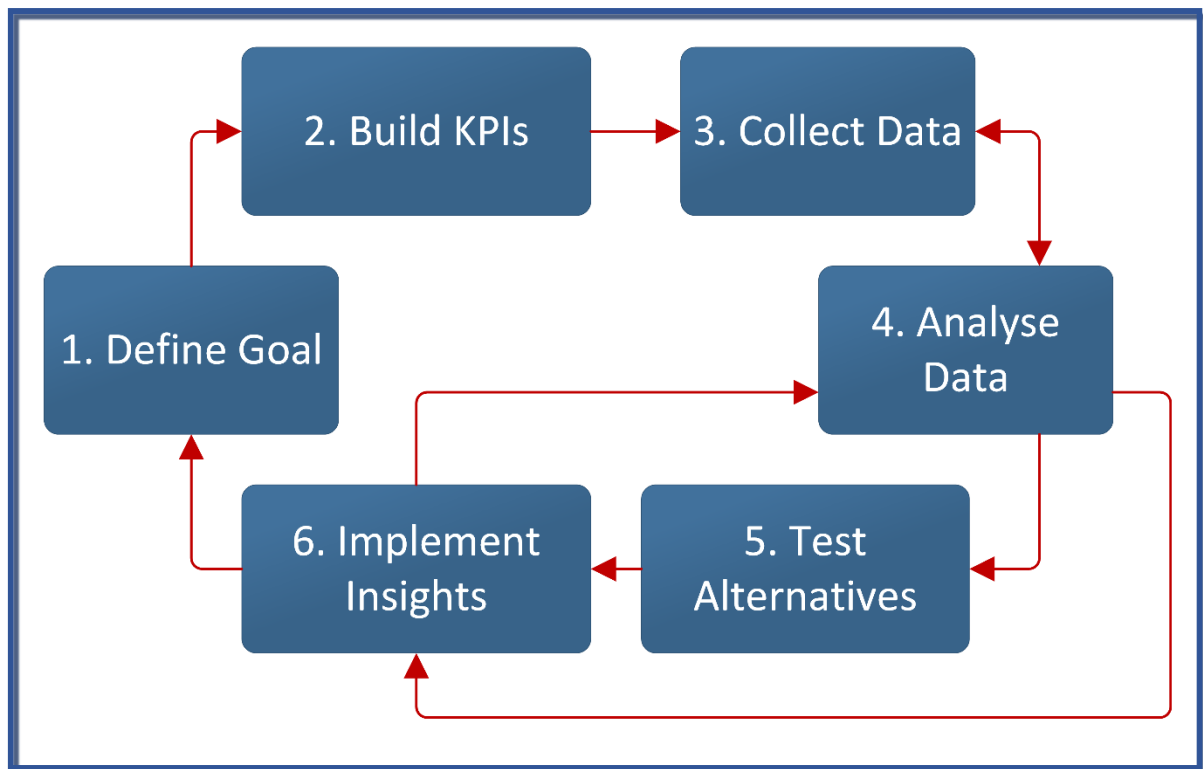 2. Build KPIs
3. Collect Data
1. Define Goal
4. Analyse
Data
6. Implement
Insights
5. Test
Alternatives